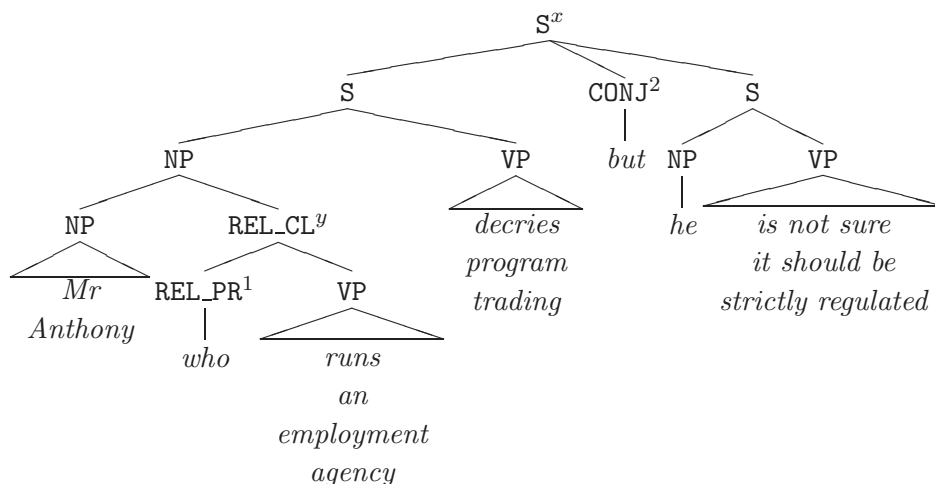 S^x
S CONJ^2 S
NP VP but NP VP
NP REL_CL^y decries he is not sure
Mr REL_PR^1 VP program it should be
Anthony trading strictly regulated
who runs
an
employment
agency